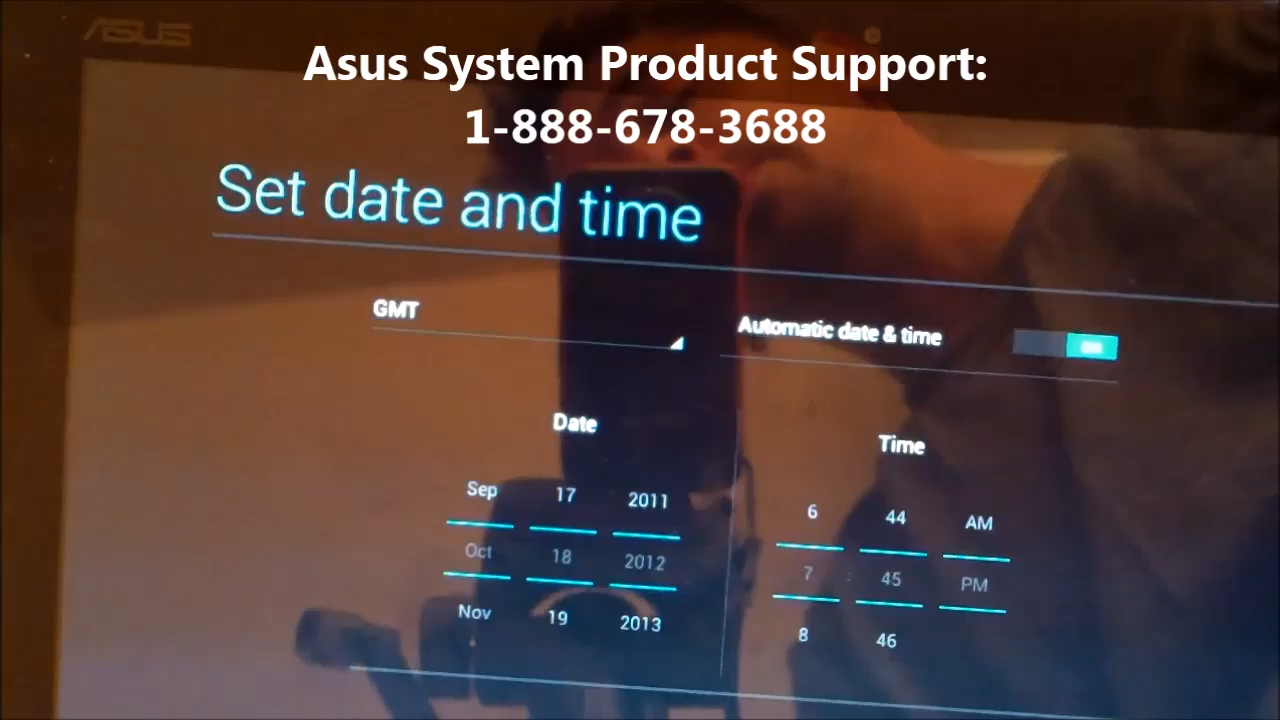 ASUS
Asus System Product Support:
1-888-678-3688
Set date and time
GMT
Automatic date & time
ON
Date
Time
Sep 17 2011
6 44 AM
Oct 18 2012
7 : 45 PM
Nov 19 2013
8 46